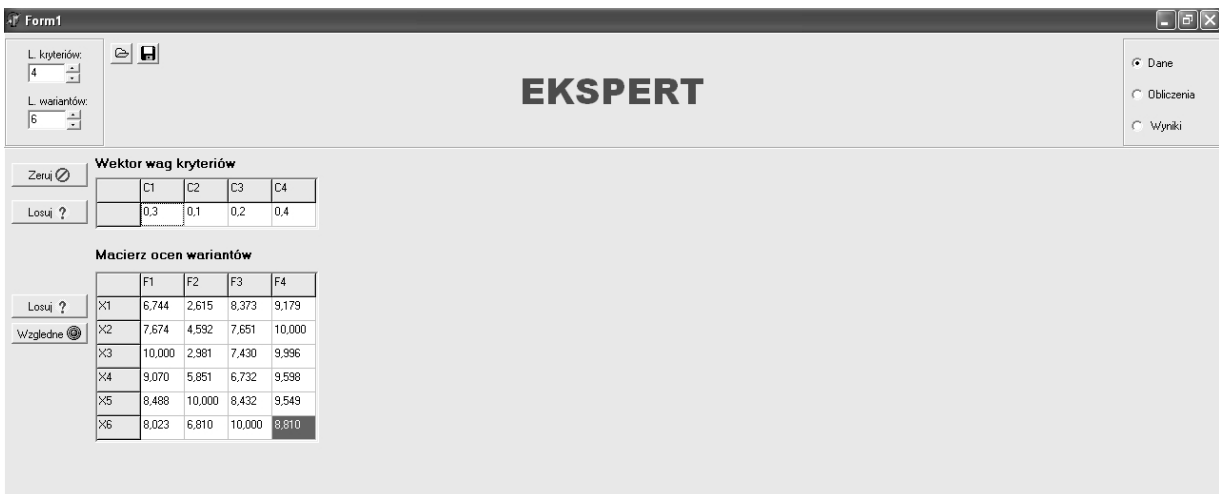 Form1
L. kryteriów:
4
L. wariantów:
6
EKSPERT
Dane
Obliczenia
Wyniki
Zeruj
Losuj ?
Wektor wag kryteriów
C1 C2 C3 C4
0,3 0,1 0,2 0,4
Macierz ocen wariantów
Losuj ?
Wzgledne
F1 F2 F3 F4
X1 6,744 2,615 8,373 9,179
X2 7,674 4,592 7,651 10,000
X3 10,000 2,981 7,430 9,996
X4 9,070 5,851 6,732 9,598
X5 8,488 10,000 8,432 9,549
X6 8,023 6,810 10,000 8,810